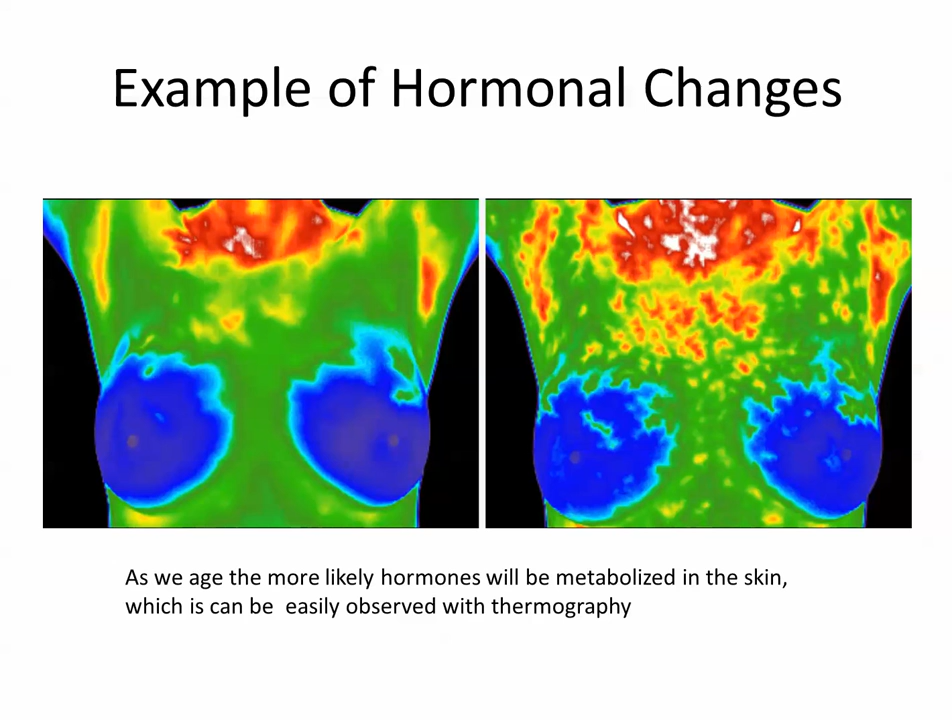 Example of Hormonal Changes
As we age the more likely hormones will be metabolized in the skin,
which is can be  easily observed with thermography